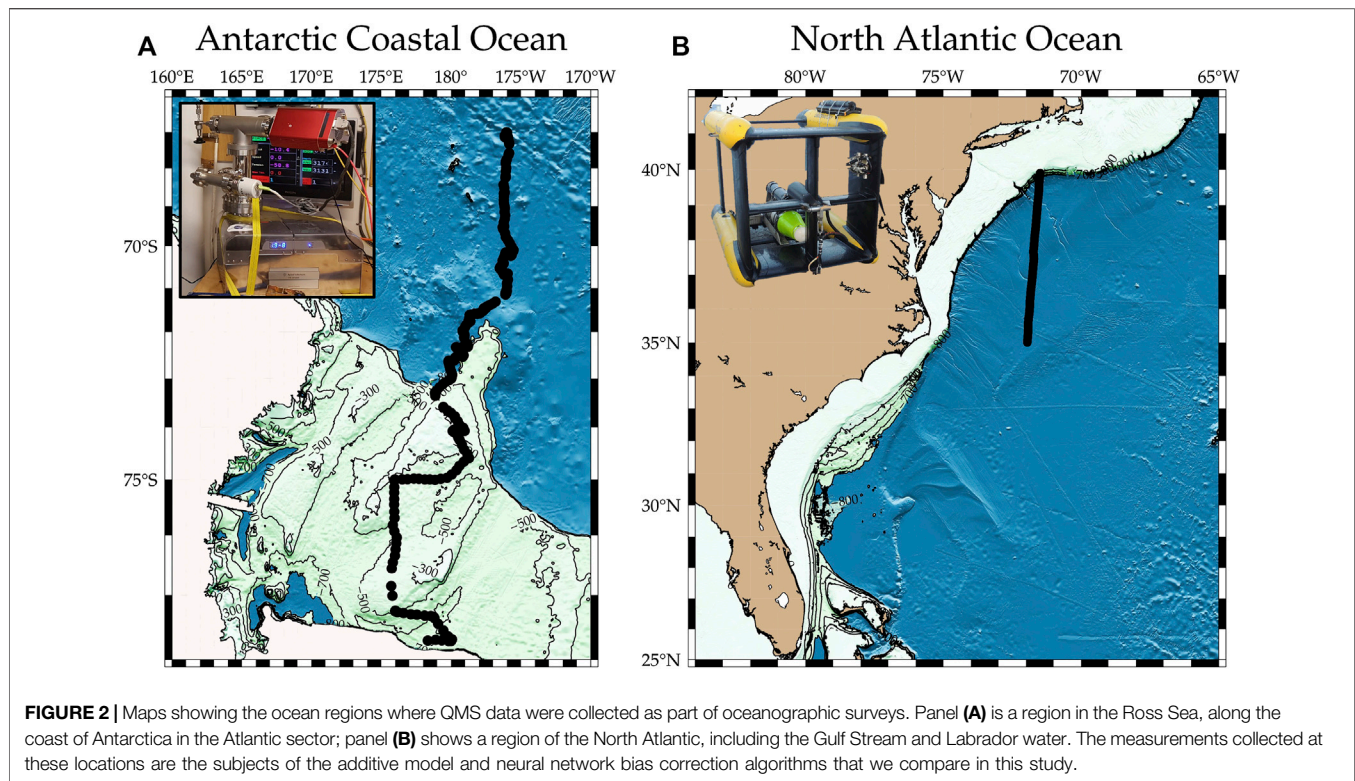 A Antarctic Coastal Ocean
160°E 165°E 170°E 175°E 180° 175°W 170°W
70°S
75°S
-300
-500
-500
-700
-300
-500
-500
-300
-700
-500
300
B North Atlantic Ocean
80°W 75°W 70°W 65°W
40°N
35°N
30°N
25°N
-800
-800
FIGURE 2 | Maps showing the ocean regions where QMS data were collected as part of oceanographic surveys. Panel (A) is a region in the Ross Sea, along the
coast of Antarctica in the Atlantic sector; panel (B) shows a region of the North Atlantic, including the Gulf Stream and Labrador water. The measurements collected at
these locations are the subjects of the additive model and neural network bias correction algorithms that we compare in this study.